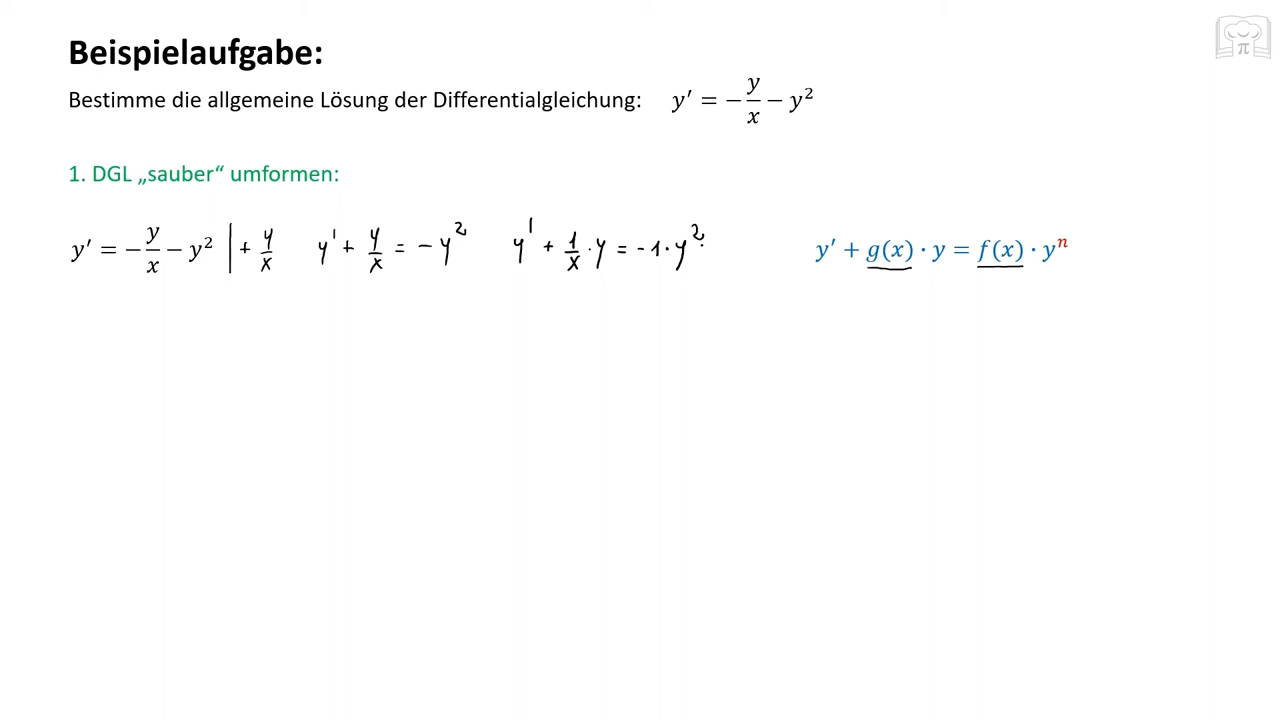 Beispielaufgabe:
Bestimme die allgemeine Lösung der Differentialgleichung: y′ = −y/x − y²
1. DGL „sauber“ umformen:
y′ = −y/x − y² | + y/x   y' + y/x = −y²   y' + 1/x · y = −1 · y²   y′ + g(x) · y = f(x) · yⁿ
π